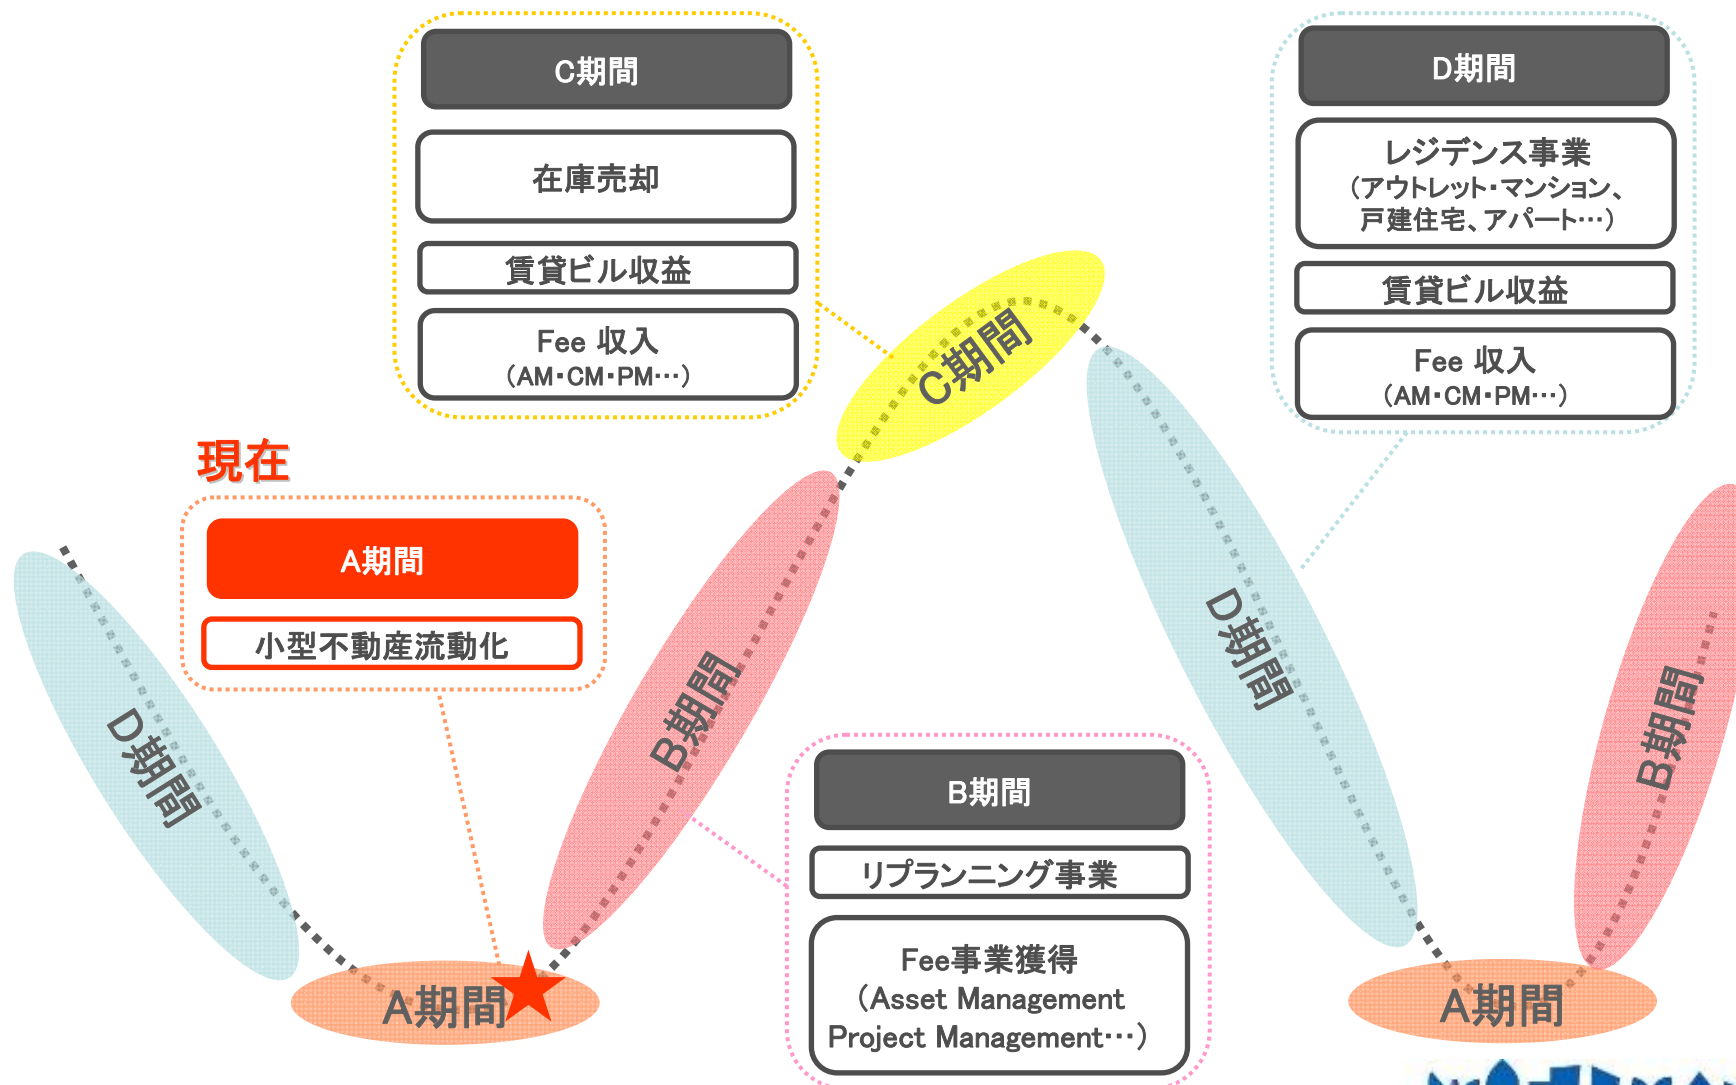 C期間
在庫売却
賃貸ビル収益
Fee 収入
（AM・CM・PM…）
D期間
レジデンス事業
（アウトレット・マンション、
戸建住宅、アパート…）
賃貸ビル収益
Fee 収入
（AM・CM・PM…）
現在
A期間
小型不動産流動化
B期間
リプランニング事業
Fee事業獲得
（Asset Management
Project Management…）
D期間
A期間
B期間
C期間
D期間
A期間
B期間